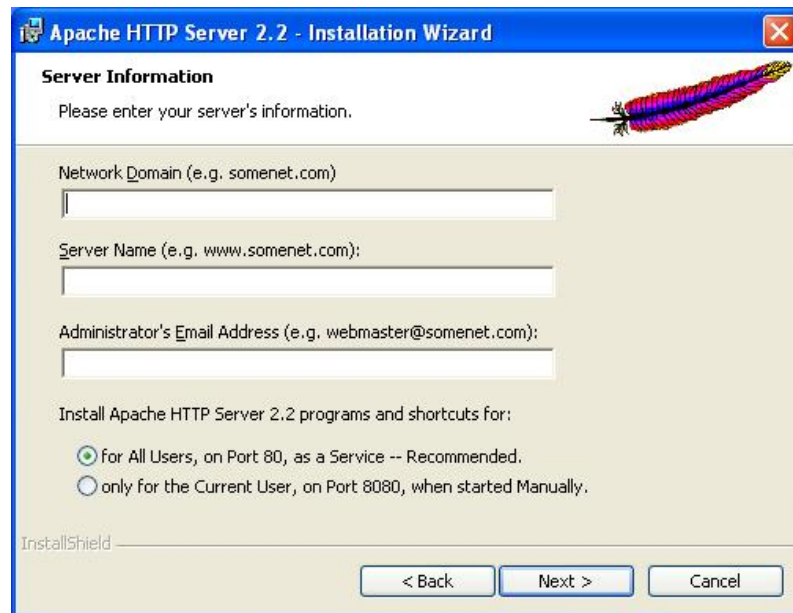 Apache HTTP Server 2.2 - Installation Wizard
Server Information
Please enter your server's information.
Network Domain (e.g. somenet.com)
Server Name (e.g. www.somenet.com):
Administrator's Email Address (e.g. webmaster@somenet.com):
Install Apache HTTP Server 2.2 programs and shortcuts for:
for All Users, on Port 80, as a Service -- Recommended.
only for the Current User, on Port 8080, when started Manually.
InstallShield
< Back Next > Cancel